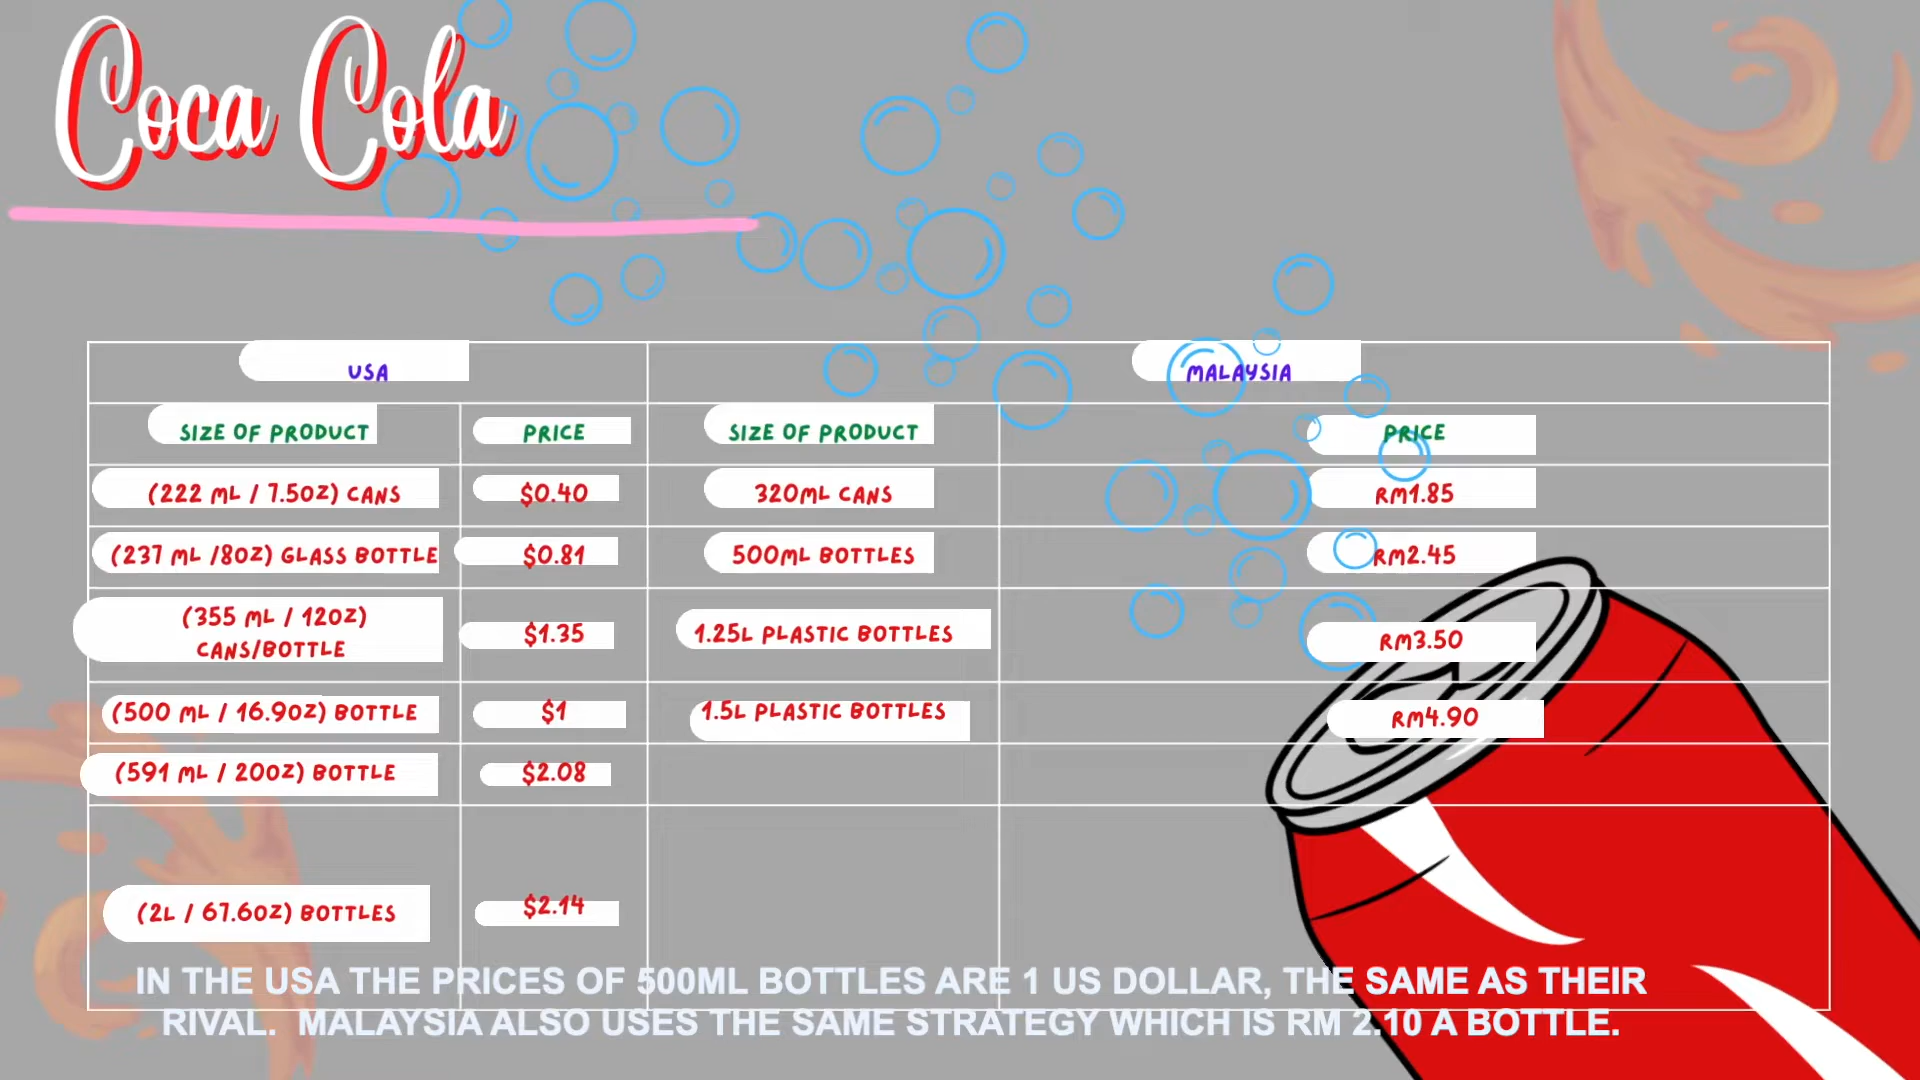 Coca Cola
USA MALAYSIA
SIZE OF PRODUCT PRICE SIZE OF PRODUCT PRICE
(222 ML / 7.5OZ) CANS $0.40 320ML CANS RM1.85
(237 ML /8OZ) GLASS BOTTLE $0.81 500ML BOTTLES RM2.45
(355 ML / 12OZ)
CANS/BOTTLE $1.35 1.25L PLASTIC BOTTLES RM3.50
(500 ML / 16.9OZ) BOTTLE $1 1.5L PLASTIC BOTTLES RM4.90
(591 ML / 20OZ) BOTTLE $2.08
(2L / 67.6OZ) BOTTLES $2.14
IN THE USA THE PRICES OF 500ML BOTTLES ARE 1 US DOLLAR, THE SAME AS THEIR
RIVAL. MALAYSIA ALSO USES THE SAME STRATEGY WHICH IS RM 2.10 A BOTTLE.